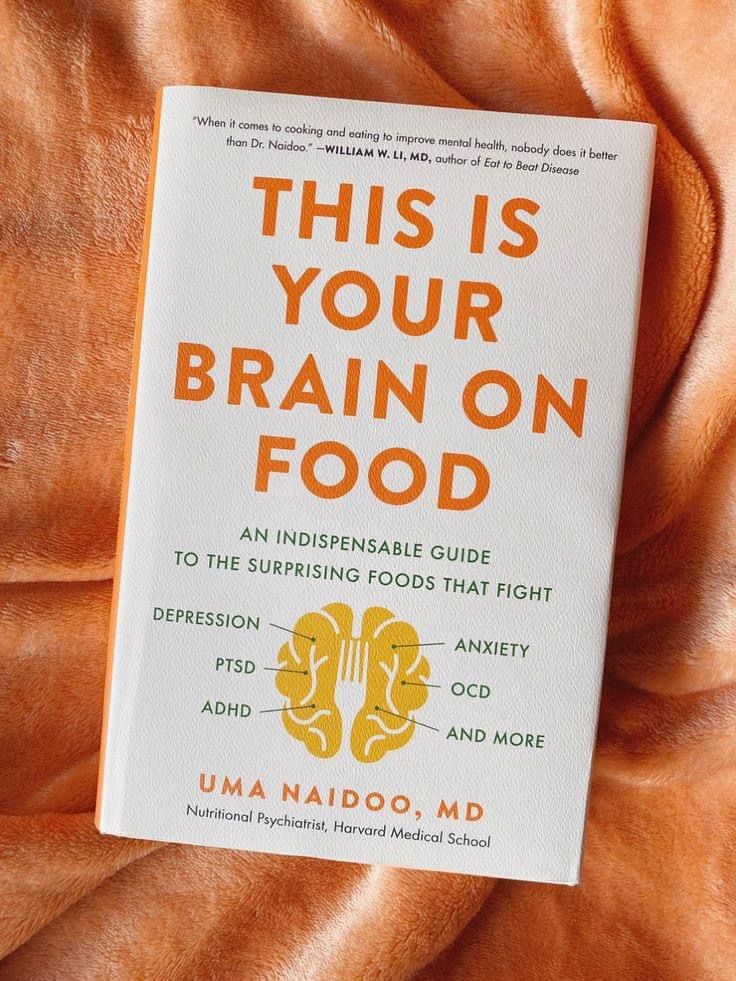 "When it comes to cooking and eating to improve mental health, nobody does it better
than Dr. Naidoo." —WILLIAM W. LI, MD, author of Eat to Beat Disease
THIS IS
YOUR
BRAIN ON
FOOD
AN INDISPENSABLE GUIDE
TO THE SURPRISING FOODS THAT FIGHT
DEPRESSION
ANXIETY
PTSD
OCD
ADHD
AND MORE
UMA NAIDOO, MD
Nutritional Psychiatrist, Harvard Medical School